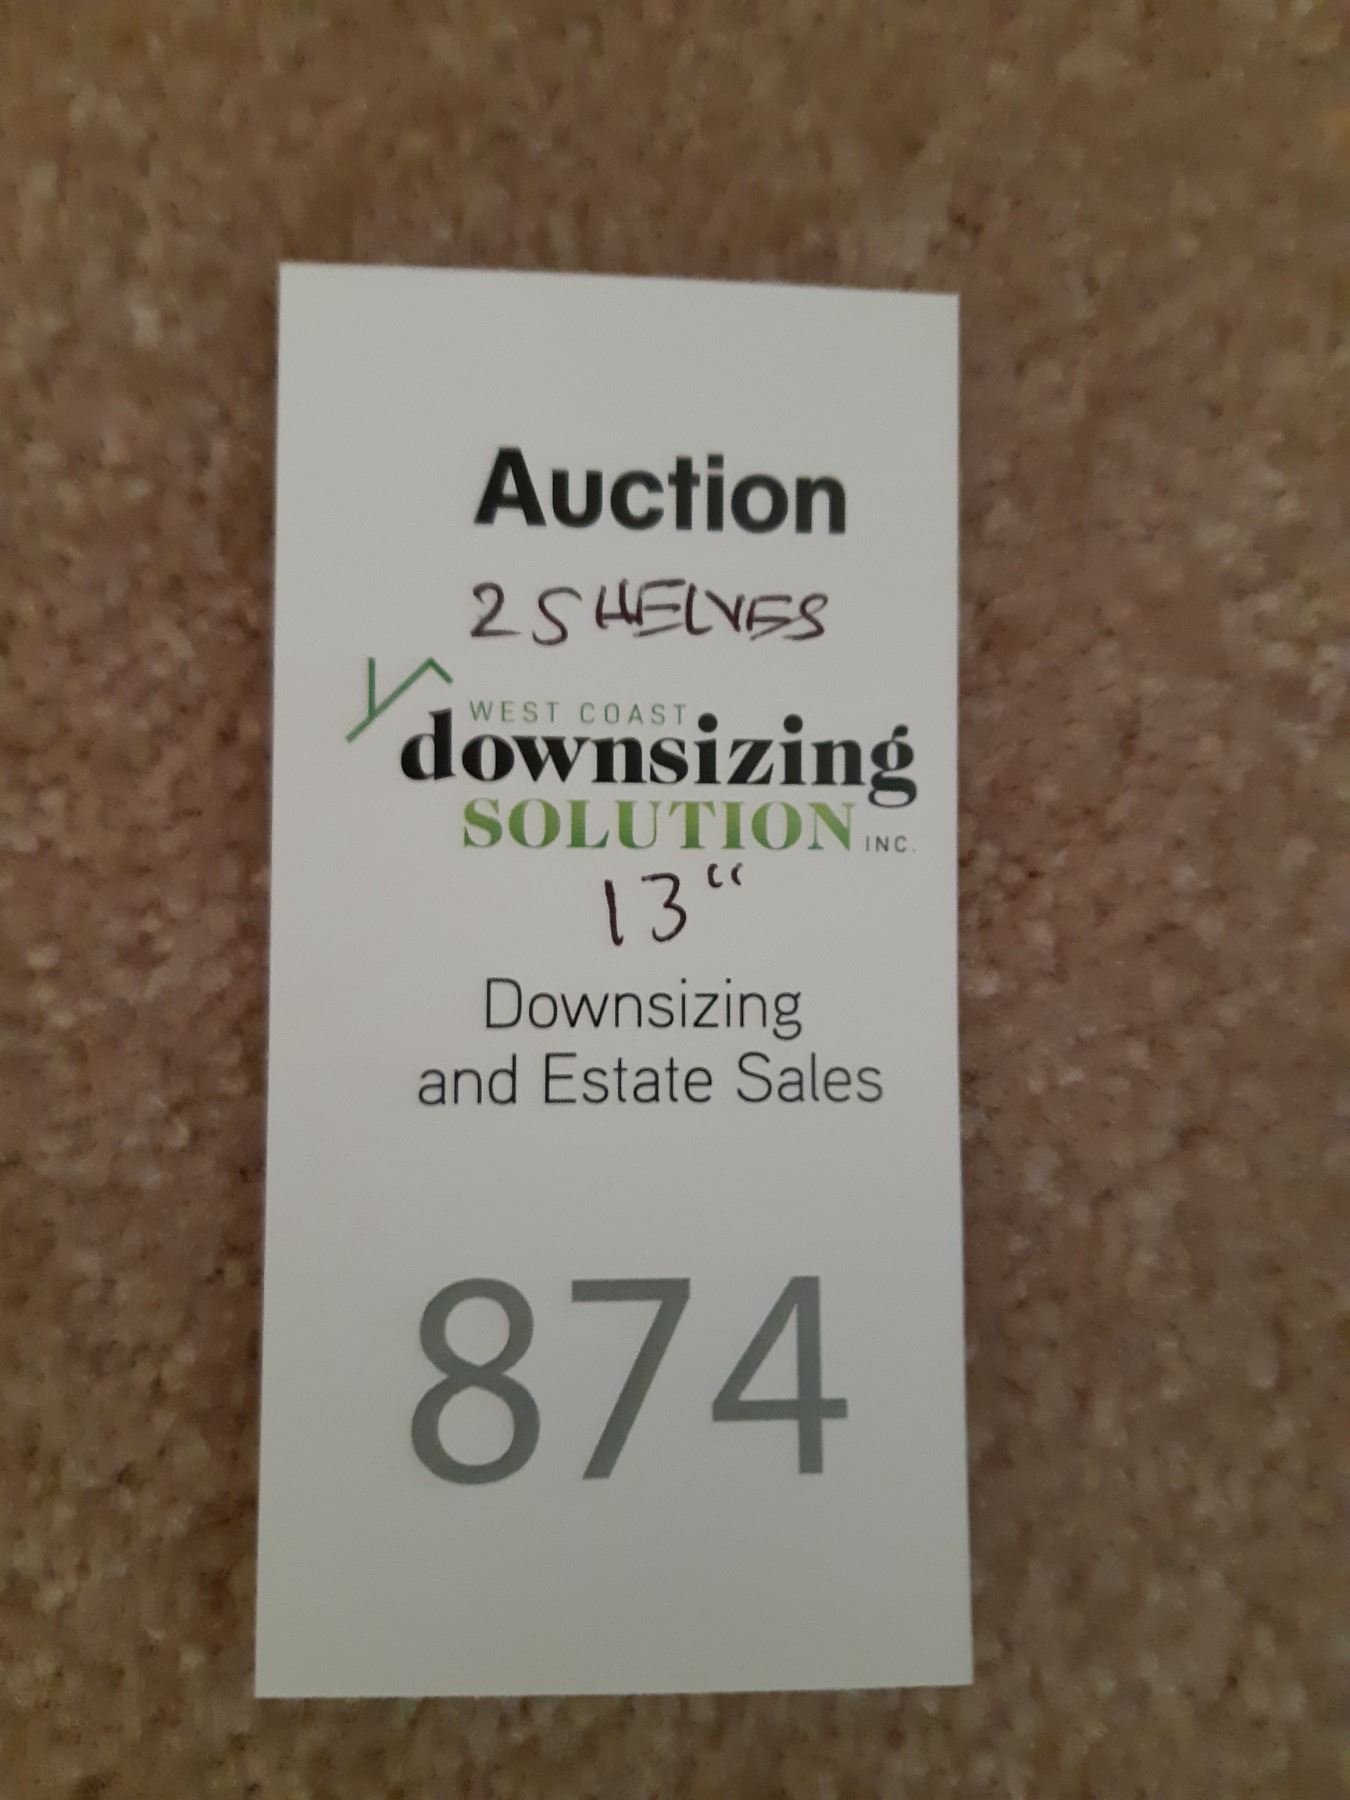 Auction
2 SHELVES
WEST COAST
downsizing
SOLUTION INC.
13"
Downsizing
and Estate Sales
874